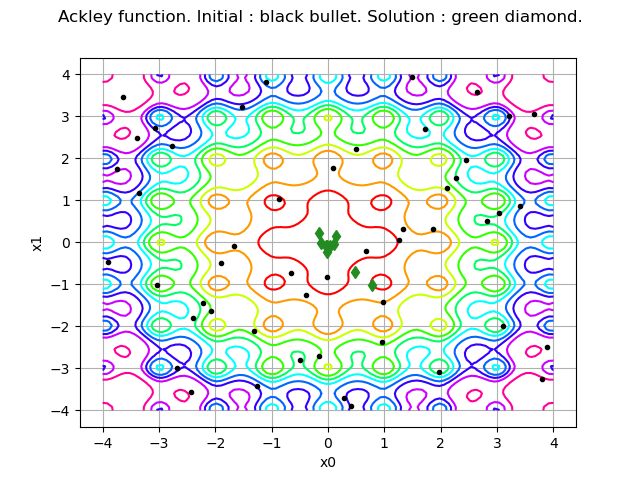 Ackley function. Initial : black bullet. Solution : green diamond.
4
3
2
1
0
−1
−2
−3
−4
x1
−4 −3 −2 −1 0 1 2 3 4
x0